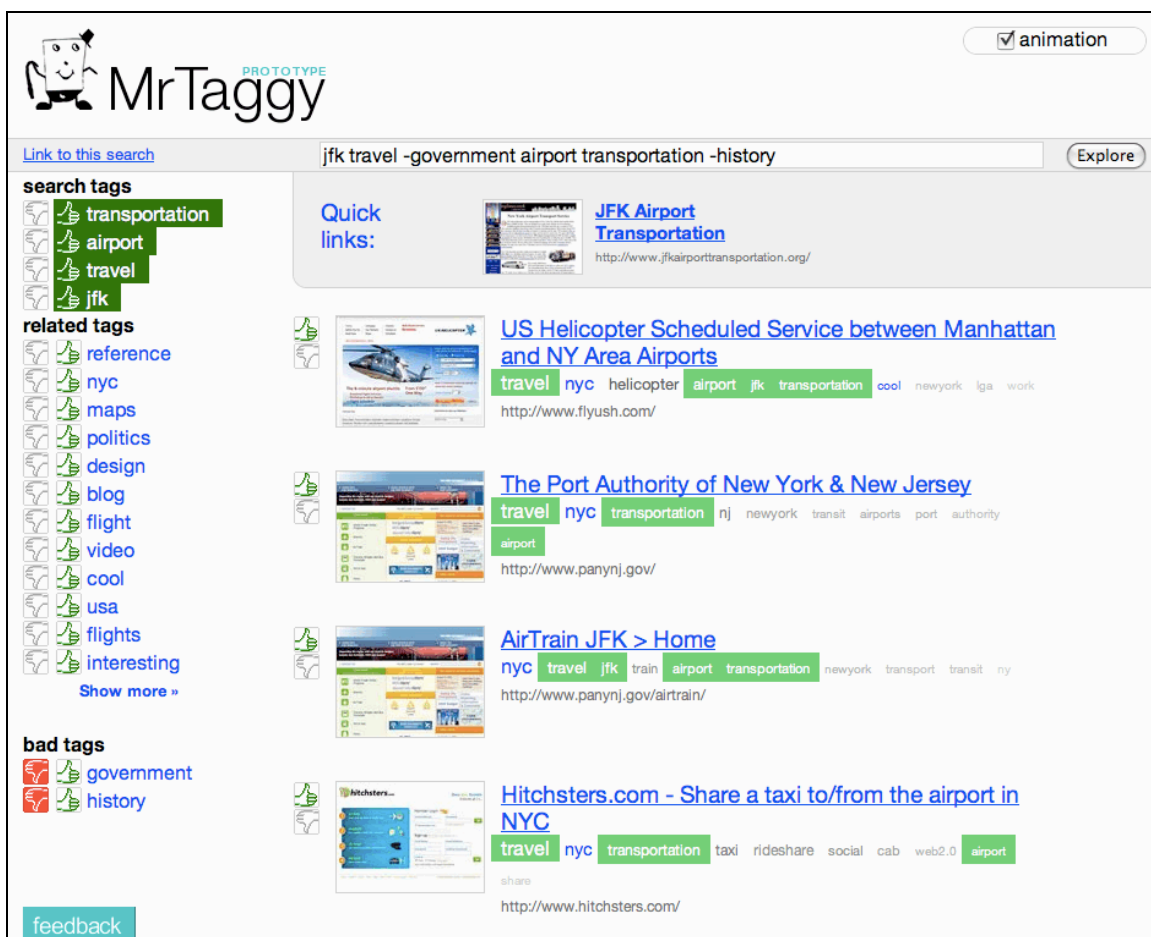 animation
PROTOTYPE
MrTaggy
Link to this search
jfk travel -government airport transportation -history
Explore
search tags
transportation
airport
travel
jfk
related tags
reference
nyc
maps
politics
design
blog
flight
video
cool
usa
flights
interesting
Show more »
bad tags
government
history
feedback
Quick
links:
JFK Airport
Transportation
http://www.jfkairporttransportation.org/
US Helicopter Scheduled Service between Manhattan
and NY Area Airports
travel nyc helicopter airport jfk transportation cool newyork lga work
http://www.flyush.com/
The Port Authority of New York & New Jersey
travel nyc transportation nj newyork transit airports port authority
airport
http://www.panynj.gov/
AirTrain JFK > Home
nyc travel jfk train airport transportation newyork transport transit ny
http://www.panynj.gov/airtrain/
hitchsters
Hitchsters.com - Share a taxi to/from the airport in
NYC
travel nyc transportation taxi rideshare social cab web2.0 airport
share
http://www.hitchsters.com/